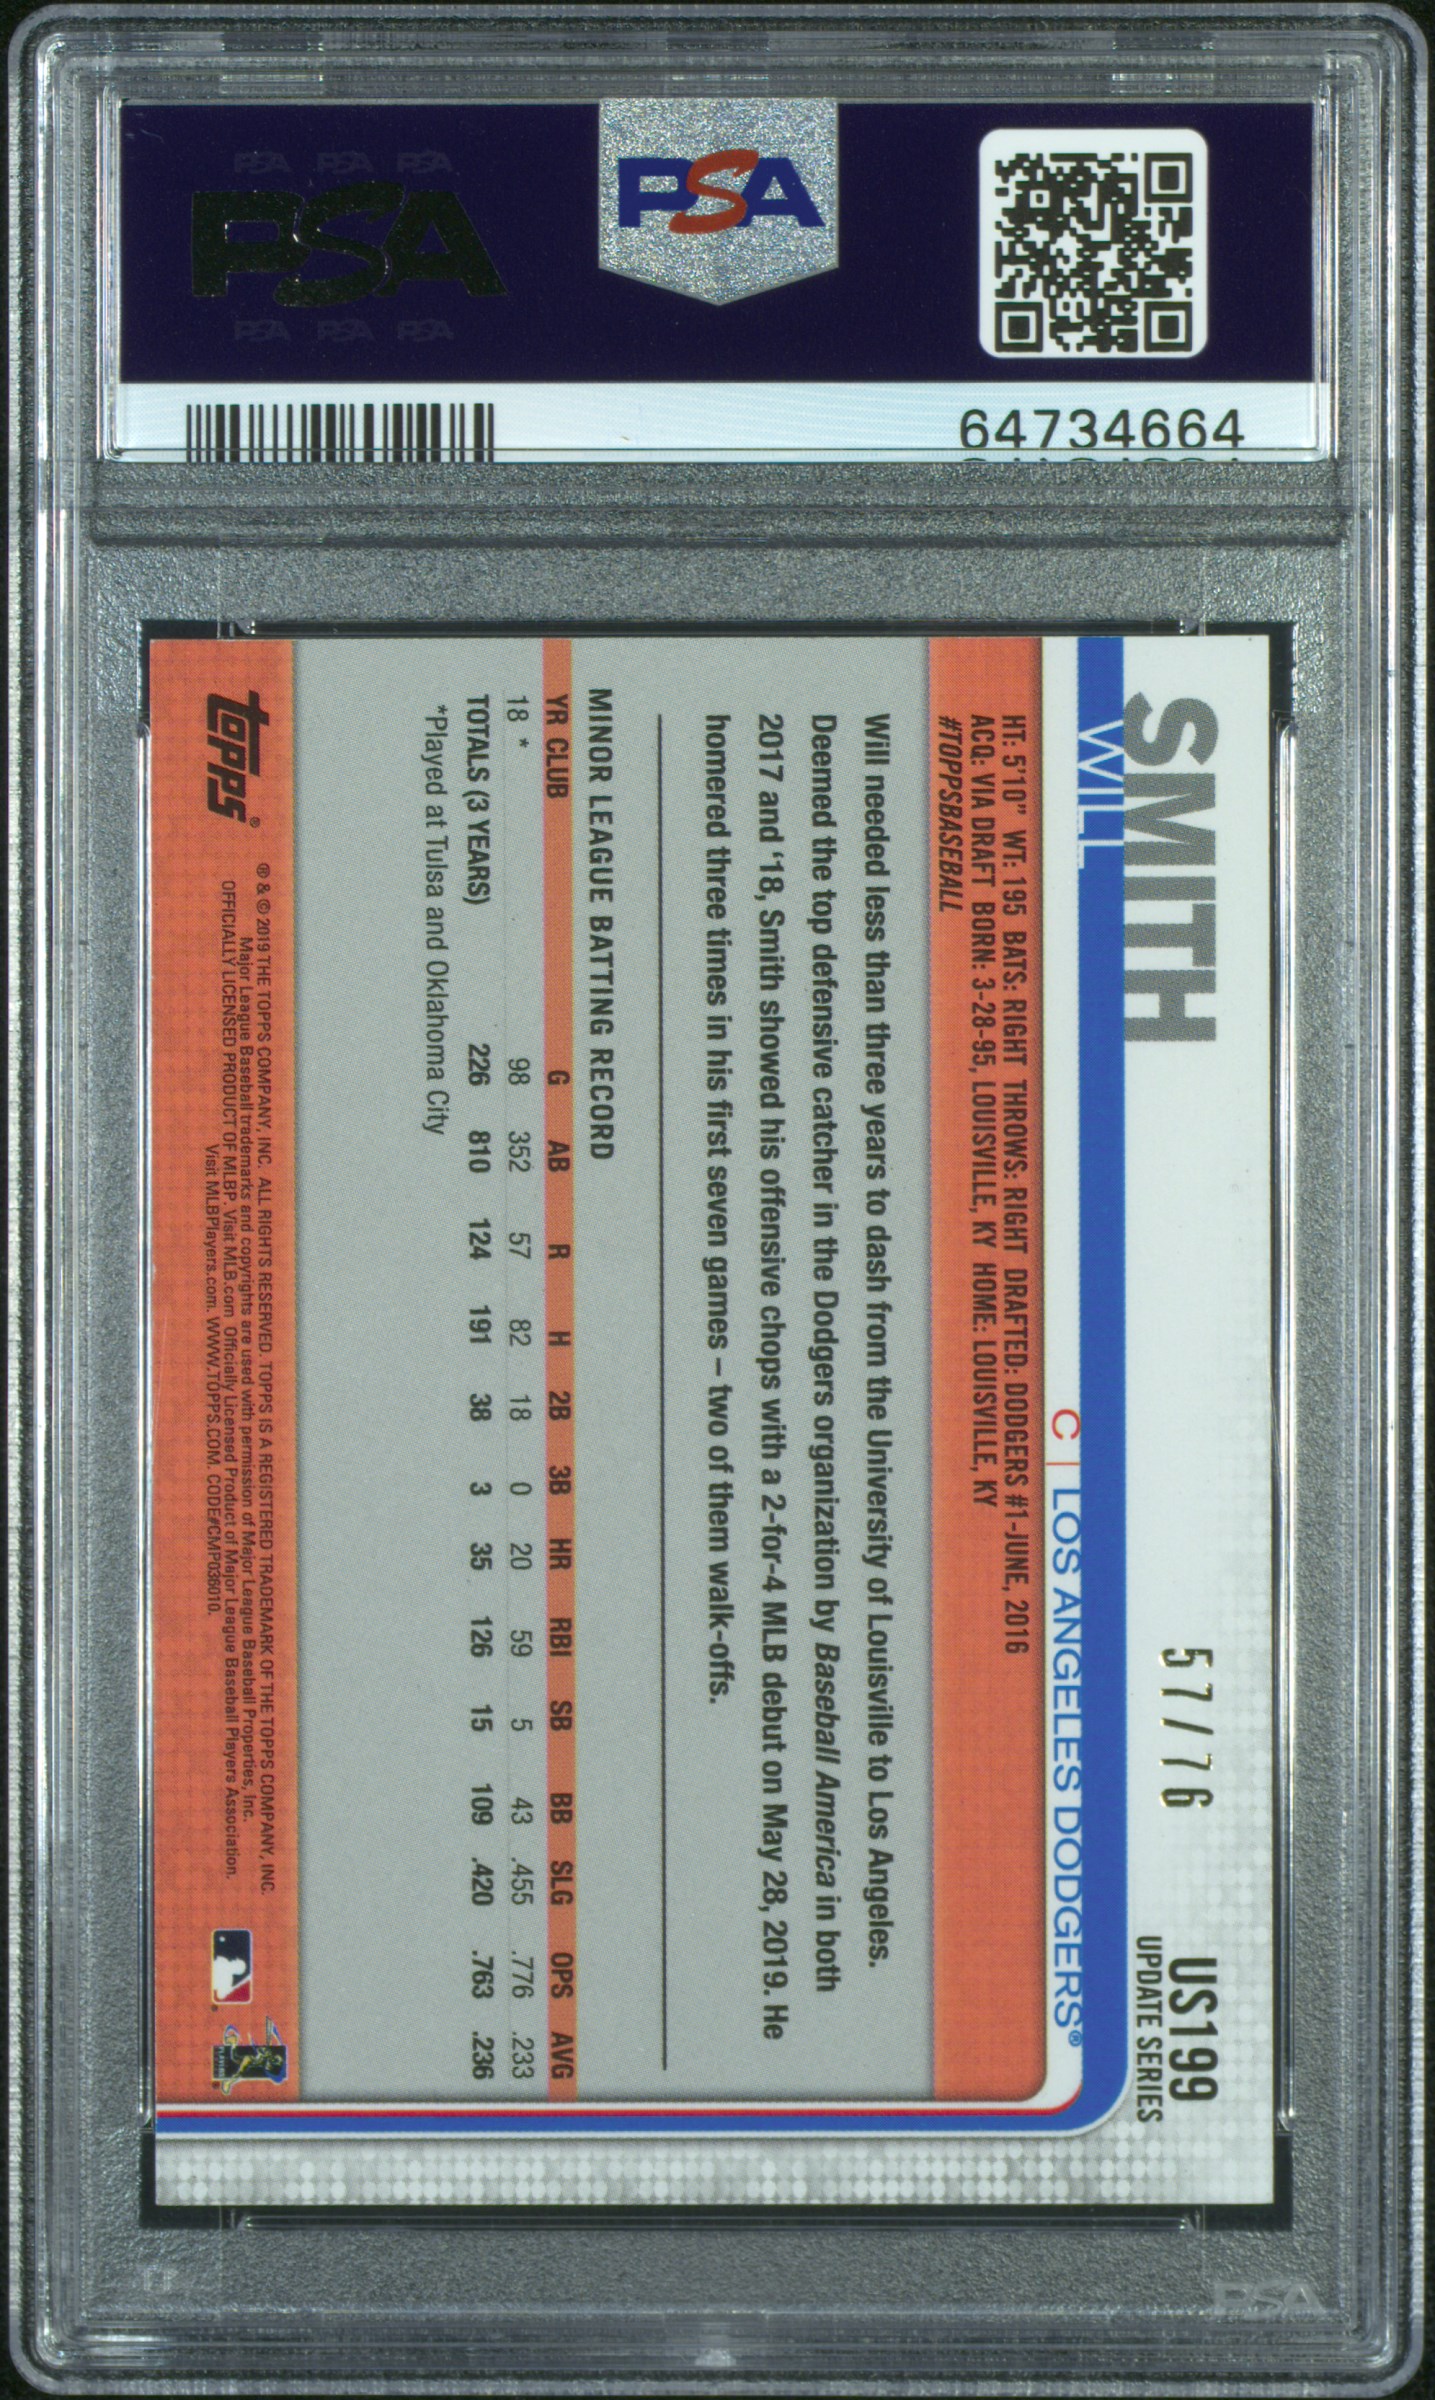 PSA PSA PSA
PSA
PSA PSA PSA
PSA
64734664
57/76
US199
UPDATE SERIES
SMITH
WILL
C | LOS ANGELES DODGERS®
HT: 5'10" WT: 195 BATS: RIGHT THROWS: RIGHT DRAFTED: DODGERS #1-JUNE, 2016
ACQ: VIA DRAFT BORN: 3-28-95, LOUISVILLE, KY HOME: LOUISVILLE, KY
#TOPPSBASEBALL
Will needed less than three years to dash from the University of Louisville to Los Angeles.
Deemed the top defensive catcher in the Dodgers organization by Baseball America in both
2017 and '18, Smith showed his offensive chops with a 2-for-4 MLB debut on May 28, 2019. He
homered three times in his first seven games – two of them walk-offs.
MINOR LEAGUE BATTING RECORD
YR CLUB G AB R H 2B 3B HR RBI SB BB SLG OPS AVG
18 * 98 352 57 82 18 0 20 59 5 43 .455 .776 .233
TOTALS (3 YEARS) 226 810 124 191 38 3 35 126 15 109 .420 .763 .236
*Played at Tulsa and Oklahoma City
topps®
® & © 2019 THE TOPPS COMPANY, INC. ALL RIGHTS RESERVED. TOPPS IS A REGISTERED TRADEMARK OF THE TOPPS COMPANY, INC.
Major League Baseball trademarks and copyrights are used with permission of Major League Baseball Properties, Inc.
OFFICIALLY LICENSED PRODUCT OF MLBP. Visit MLB.com Officially Licensed Product of Major League Baseball Players Association.
Visit MLBPlayers.com. WWW.TOPPS.COM. CODE#CMP036010.
PLAYERS
PSA